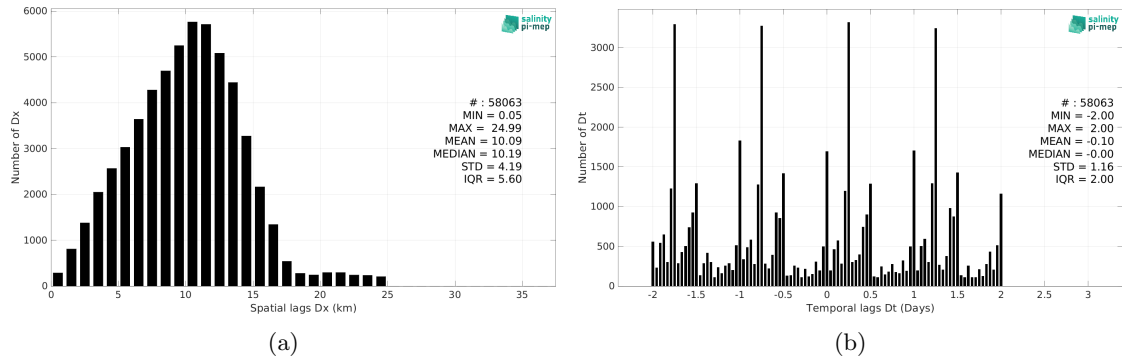 6000
5000
4000
3000
2000
1000
0
Number of Dx
0 5 10 15 20 25 30 35
Spatial lags Dx (km)
salinity
pi-mep
# : 58063
MIN = 0.05
MAX = 24.99
MEAN = 10.09
MEDIAN = 10.19
STD = 4.19
IQR = 5.60
(a)
3000
2500
2000
1500
1000
500
0
Number of Dt
-2 -1.5 -1 -0.5 0 0.5 1 1.5 2 2.5 3
Temporal lags Dt (Days)
salinity
pi-mep
# : 58063
MIN = -2.00
MAX = 2.00
MEAN = -0.10
MEDIAN = -0.00
STD = 1.16
IQR = 2.00
(b)